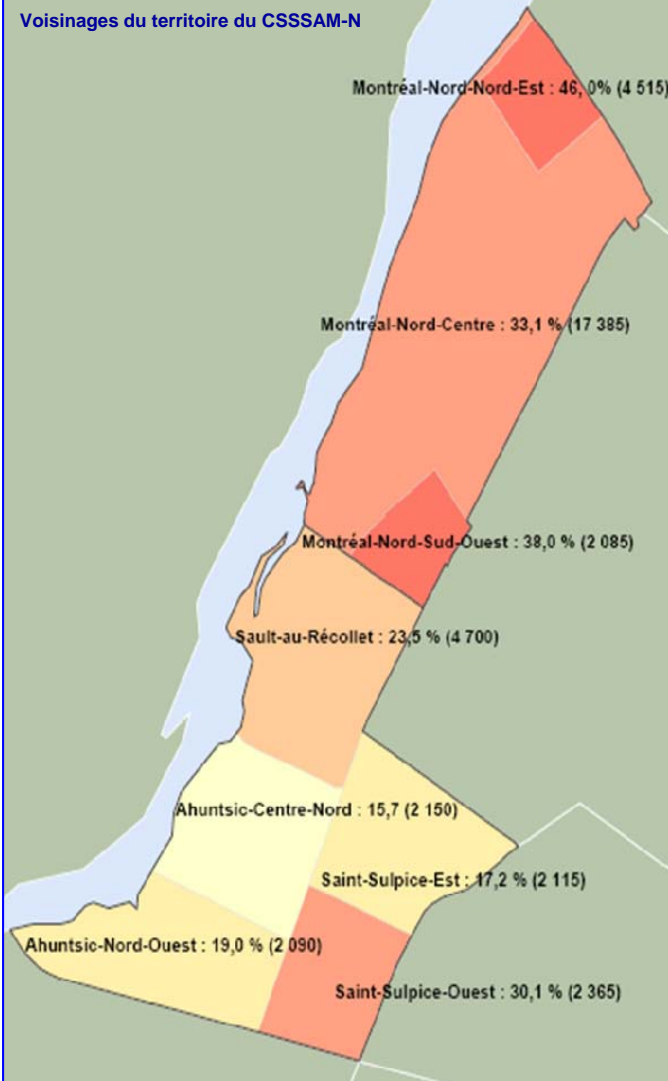 Voisinages du territoire du CSSSAM-N
Montréal-Nord-Nord-Est : 46, 0% (4 515)
Montréal-Nord-Centre : 33,1 % (17 385)
Montréal-Nord-Sud-Ouest : 38,0 % (2 085)
Sault-au-Récollet : 23,5 % (4 700)
Ahuntsic-Centre-Nord : 15,7 (2 150)
Saint-Sulpice-Est : 17,2 % (2 115)
Ahuntsic-Nord-Ouest : 19,0 % (2 090)
Saint-Sulpice-Ouest : 30,1 % (2 365)